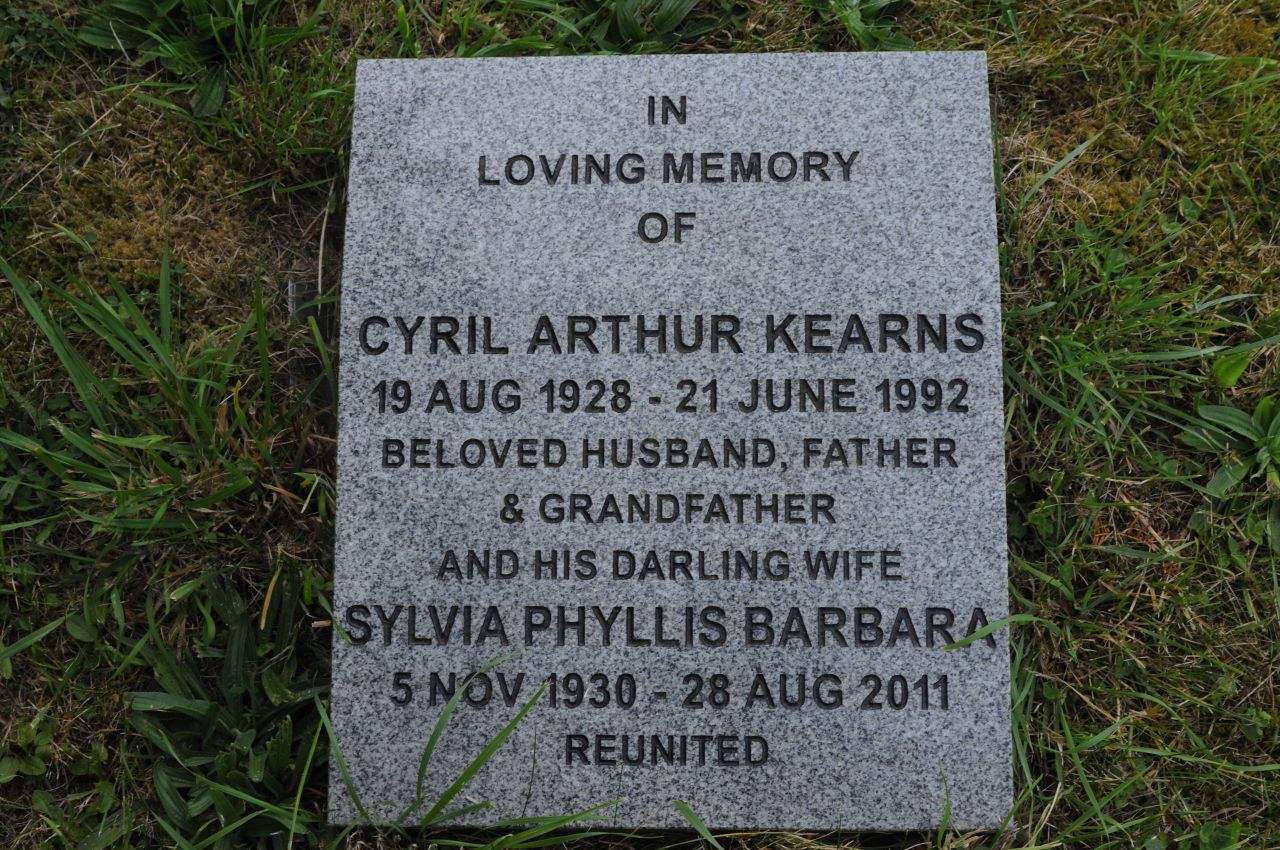 IN
LOVING MEMORY
OF
CYRIL ARTHUR KEARNS
19 AUG 1928 - 21 JUNE 1992
BELOVED HUSBAND, FATHER
& GRANDFATHER
AND HIS DARLING WIFE
SYLVIA PHYLLIS BARBARA
5 NOV 1930 - 28 AUG 2011
REUNITED